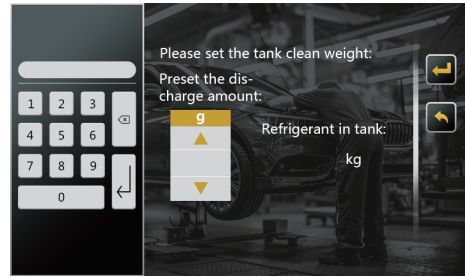 Please set the tank clean weight:
Preset the dis-
charge amount:
g
Refrigerant in tank:
kg
1 2 3
4 5 6
7 8 9
0